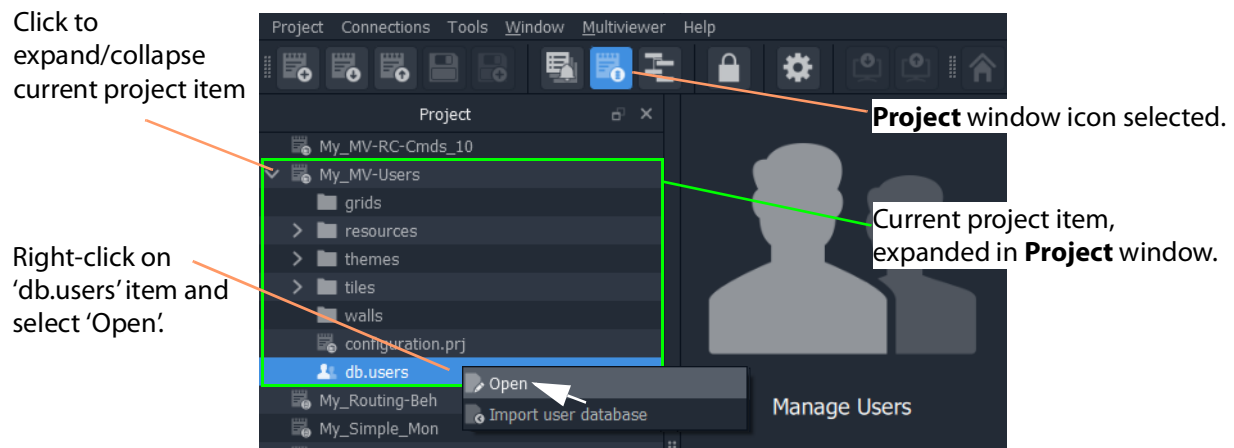 Click to
expand/collapse
current project item
Project Connections Tools Window Multiviewer Help
Project
Project window icon selected.
My_MV-RC-Cmds_10
My_MV-Users
grids
resources
themes
tiles
walls
configuration.prj
db.users
My_Routing-Beh
My_Simple_Mon
Current project item,
expanded in Project window.
Right-click on
‘db.users’ item and
select ‘Open’.
Open
Import user database
Manage Users